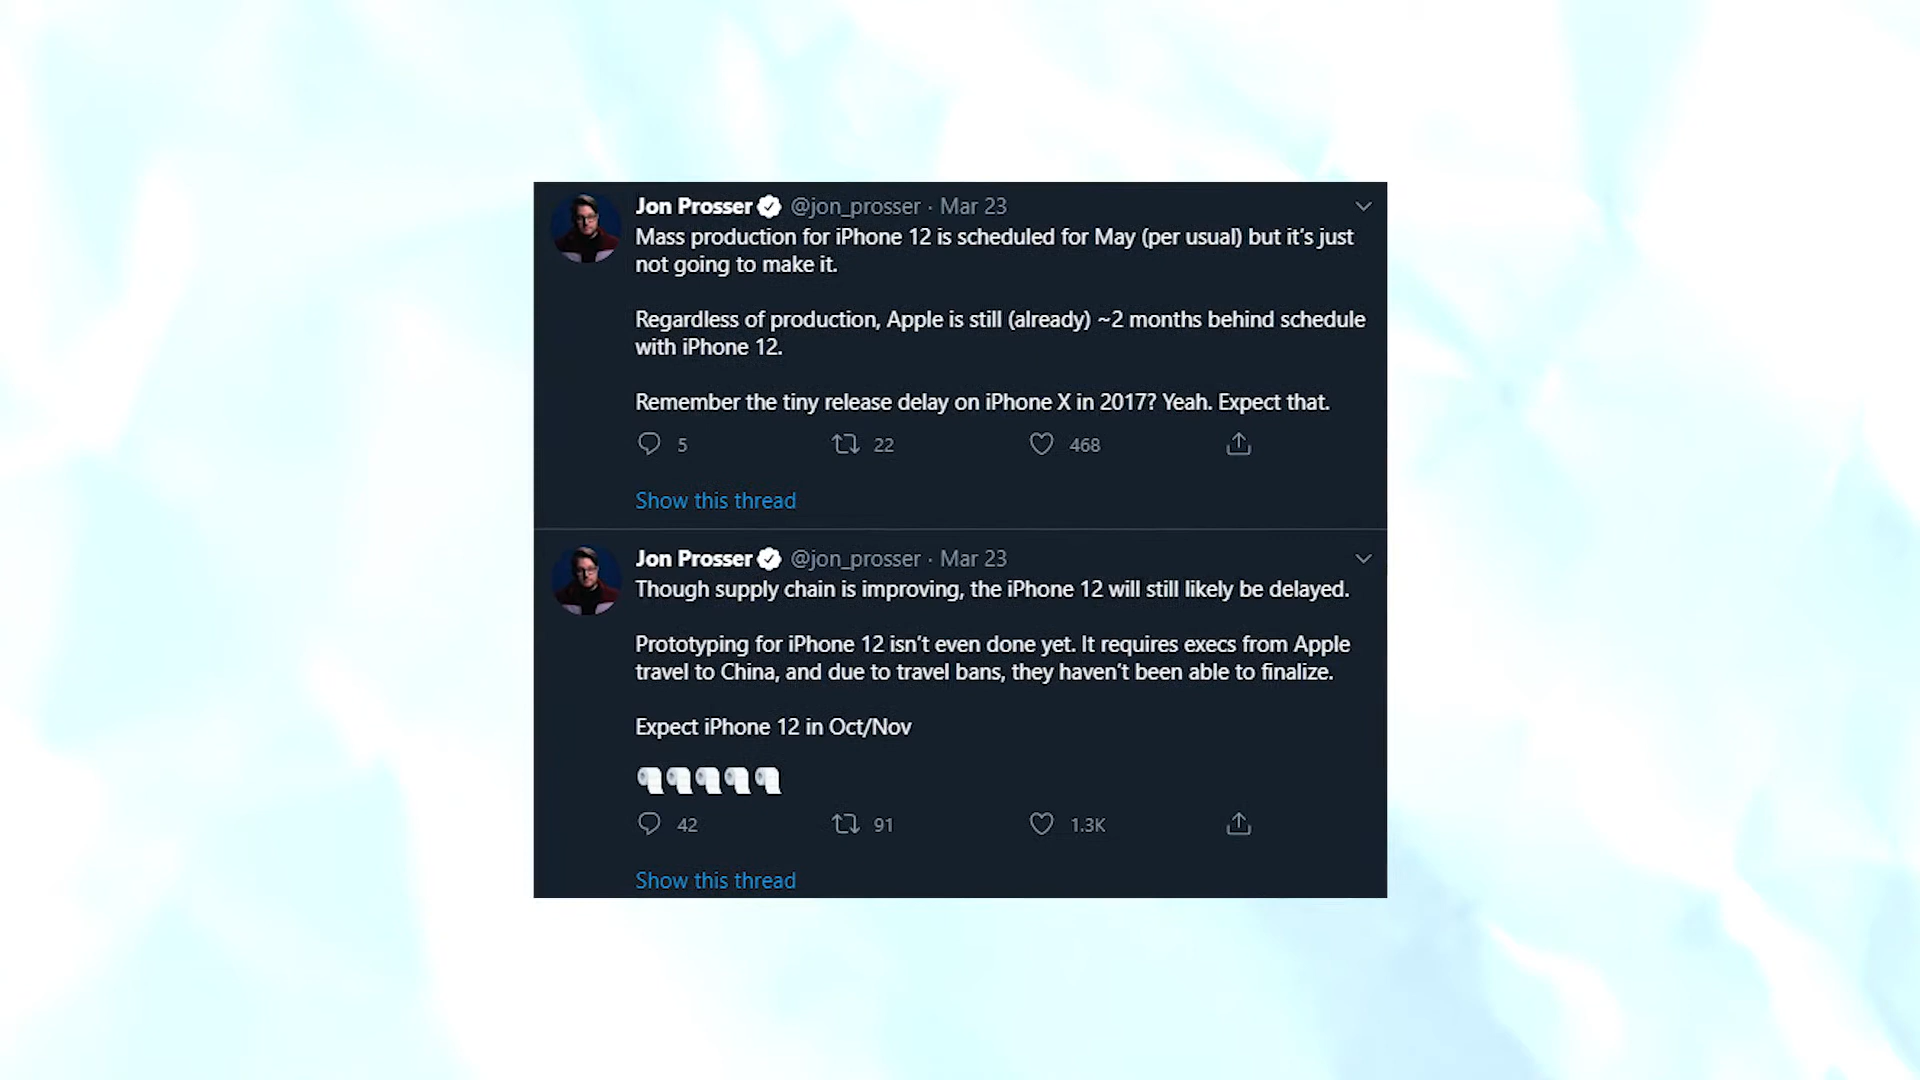 Jon Prosser @jon_prosser · Mar 23
Mass production for iPhone 12 is scheduled for May (per usual) but it's just
not going to make it.
Regardless of production, Apple is still (already) ~2 months behind schedule
with iPhone 12.
Remember the tiny release delay on iPhone X in 2017? Yeah. Expect that.
5 22 468
Show this thread
Jon Prosser @jon_prosser · Mar 23
Though supply chain is improving, the iPhone 12 will still likely be delayed.
Prototyping for iPhone 12 isn't even done yet. It requires execs from Apple
travel to China, and due to travel bans, they haven't been able to finalize.
Expect iPhone 12 in Oct/Nov
🧻🧻🧻🧻🧻
42 91 1.3K
Show this thread